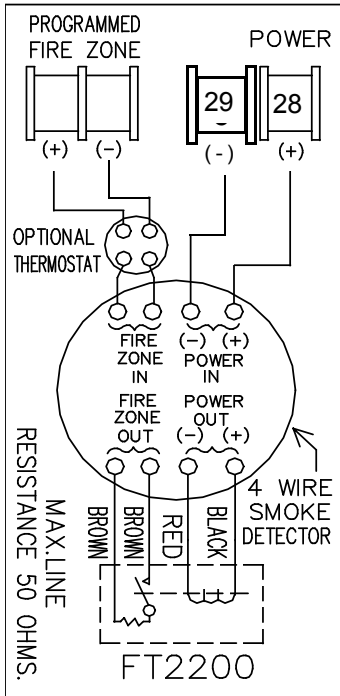 PROGRAMMED
FIRE ZONE
POWER
29
28
(+)
(-)
(-)
(+)
OPTIONAL
THERMOSTAT
FIRE
ZONE
IN
(-) (+)
POWER
IN
FIRE
ZONE
OUT
POWER
OUT
(-) (+)
4 WIRE
SMOKE
DETECTOR
BROWN
BROWN
RED
BLACK
MAX.LINE
RESISTANCE 50 OHMS.
FT2200